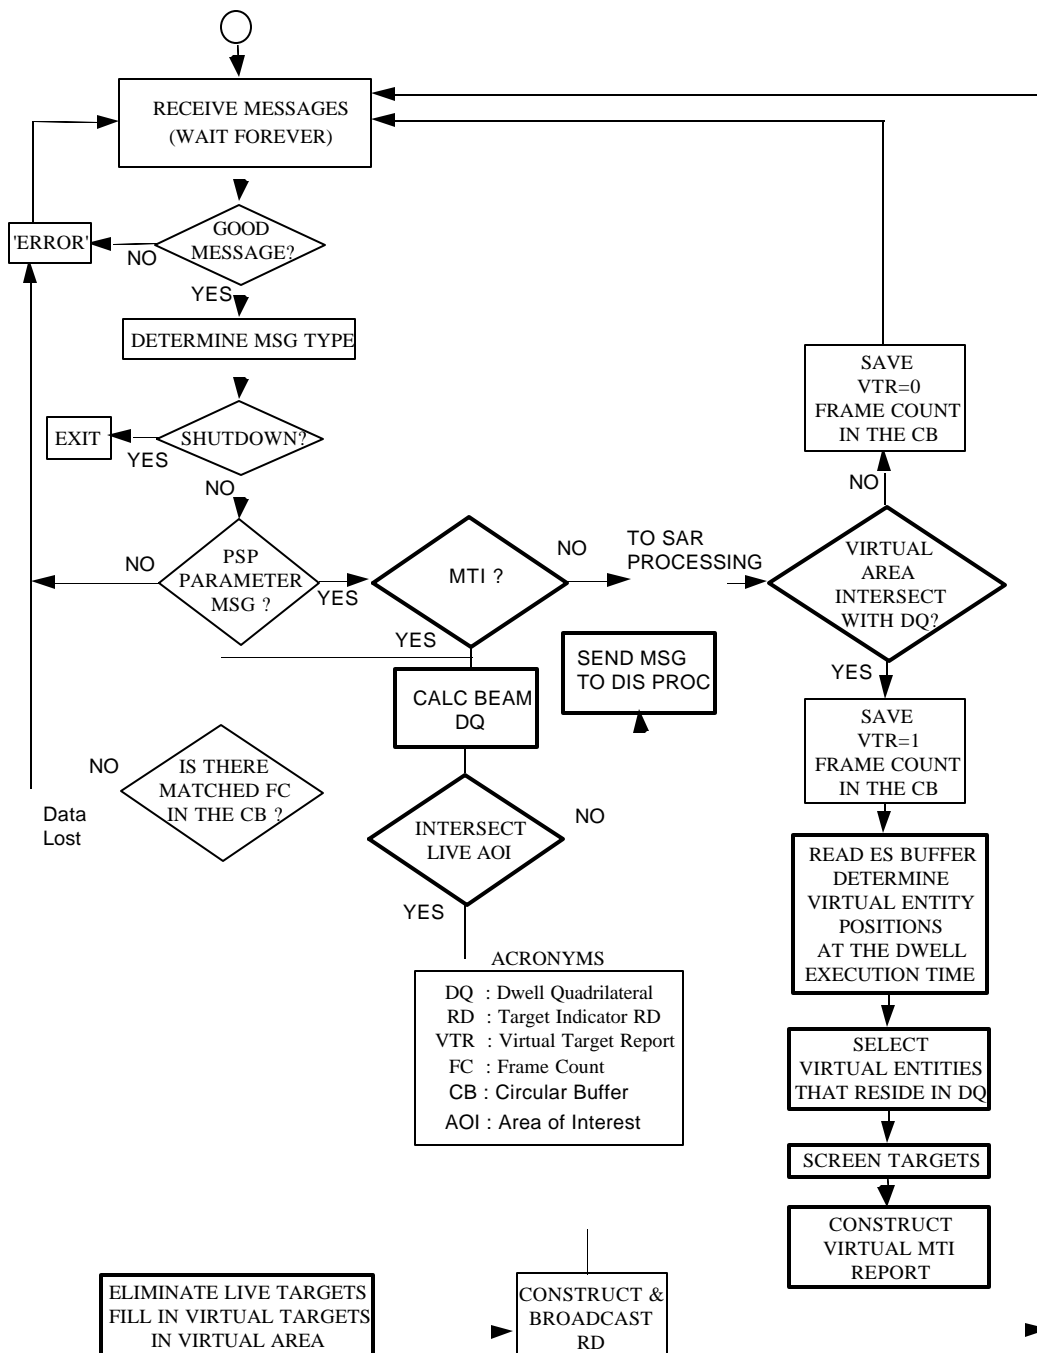 RECEIVE MESSAGES
(WAIT FOREVER)
'ERROR'
NO
GOOD
MESSAGE?
YES
DETERMINE MSG TYPE
EXIT
YES
SHUTDOWN?
NO
NO
PSP
PARAMETER
MSG ?
YES
MTI ?
NO
TO SAR
PROCESSING
YES
CALC BEAM
DQ
SEND MSG
TO DIS PROC
INTERSECT
LIVE AOI
NO
YES
NO
IS THERE
MATCHED FC
IN THE CB ?
Data
Lost
SAVE
VTR=0
FRAME COUNT
IN THE CB
NO
VIRTUAL
AREA
INTERSECT
WITH DQ?
YES
SAVE
VTR=1
FRAME COUNT
IN THE CB
READ ES BUFFER
DETERMINE
VIRTUAL ENTITY
POSITIONS
AT THE DWELL
EXECUTION TIME
SELECT
VIRTUAL ENTITIES
THAT RESIDE IN DQ
SCREEN TARGETS
CONSTRUCT
VIRTUAL MTI
REPORT
ACRONYMS
DQ : Dwell Quadrilateral
RD : Target Indicator RD
VTR : Virtual Target Report
FC : Frame Count
CB : Circular Buffer
AOI : Area of Interest
ELIMINATE LIVE TARGETS
FILL IN VIRTUAL TARGETS
IN VIRTUAL AREA
CONSTRUCT &
BROADCAST
RD